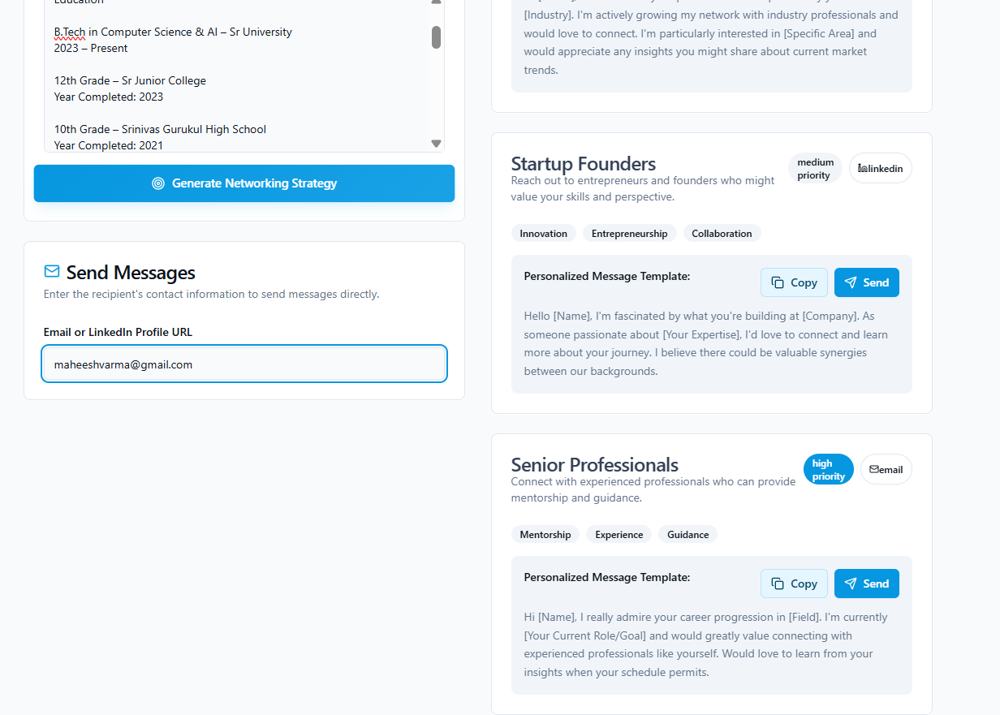 Education
B.Tech in Computer Science & AI – Sr University
2023 – Present
12th Grade – Sr Junior College
Year Completed: 2023
10th Grade – Srinivas Gurukul High School
Year Completed: 2021
Generate Networking Strategy
Send Messages
Enter the recipient's contact information to send messages directly.
Email or LinkedIn Profile URL
maheeshvarma@gmail.com
[Industry]. I'm actively growing my network with industry professionals and
would love to connect. I'm particularly interested in [Specific Area] and
would appreciate any insights you might share about current market
trends.
Startup Founders
Reach out to entrepreneurs and founders who might
value your skills and perspective.
medium
priority
linkedin
Innovation
Entrepreneurship
Collaboration
Personalized Message Template:
Copy
Send
Hello [Name], I'm fascinated by what you're building at [Company]. As
someone passionate about [Your Expertise], I'd love to connect and learn
more about your journey. I believe there could be valuable synergies
between our backgrounds.
Senior Professionals
Connect with experienced professionals who can provide
mentorship and guidance.
high
priority
email
Mentorship
Experience
Guidance
Personalized Message Template:
Copy
Send
Hi [Name], I really admire your career progression in [Field]. I'm currently
[Your Current Role/Goal] and would greatly value connecting with
experienced professionals like yourself. Would love to learn from your
insights when your schedule permits.